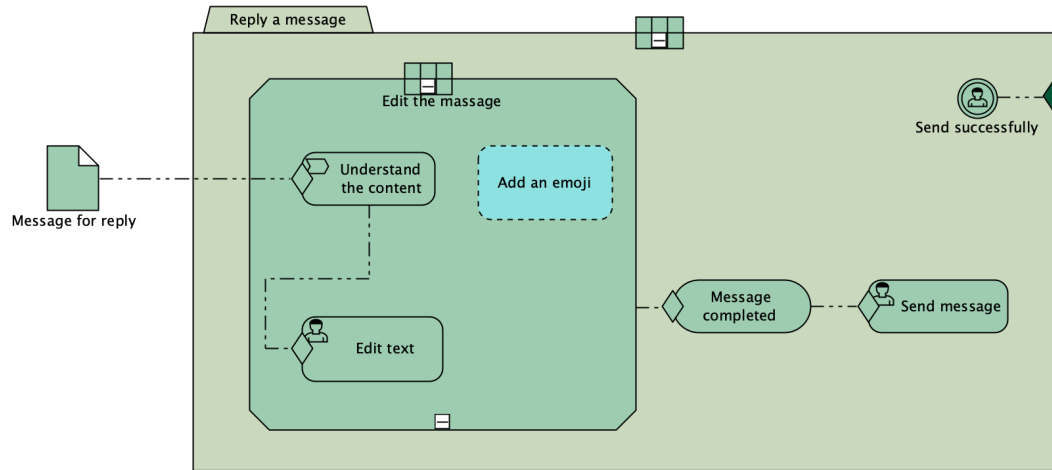 Reply a message
Edit the massage
Understand
the content
Add an emoji
Send successfully
Message for reply
Message
completed
Send message
Edit text